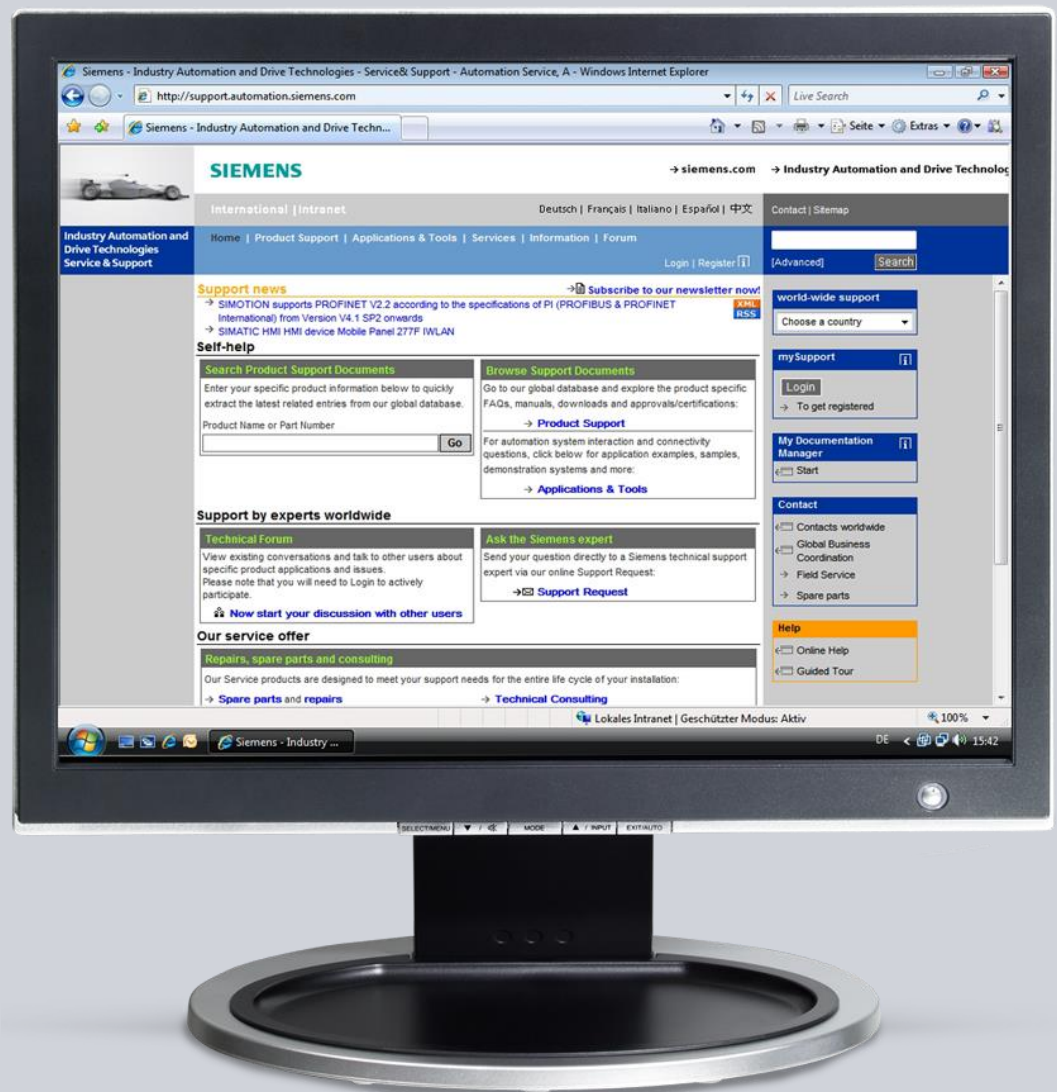 Siemens - Industry Automation and Drive Technologies - Service& Support - Automation Service, A - Windows Internet Explorer
http://support.automation.siemens.com
Live Search
Siemens - Industry Automation and Drive Techn...
Seite
Extras
SIEMENS
→ siemens.com
→ Industry Automation and Drive Technolog
International | Intranet
Deutsch | Français | Italiano | Español | 中文
Contact | Sitemap
Industry Automation and
Drive Technologies
Service & Support
Home | Product Support | Applications & Tools | Services | Information | Forum
Login | Register
[Advanced]
Search
Support news
→ Subscribe to our newsletter now!
→ SIMOTION supports PROFINET V2.2 according to the specifications of PI (PROFIBUS & PROFINET
International) from Version V4.1 SP2 onwards
XML
RSS
→ SIMATIC HMI HMI device Mobile Panel 277F IWLAN
Self-help
Search Product Support Documents
Enter your specific product information below to quickly
extract the latest related entries from our global database.
Product Name or Part Number
Go
Browse Support Documents
Go to our global database and explore the product specific
FAQs, manuals, downloads and approvals/certifications:
→ Product Support
For automation system interaction and connectivity
questions, click below for application examples, samples,
demonstration systems and more:
→ Applications & Tools
Support by experts worldwide
Technical Forum
View existing conversations and talk to other users about
specific product applications and issues.
Please note that you will need to Login to actively
participate.
Now start your discussion with other users
Ask the Siemens expert
Send your question directly to a Siemens technical support
expert via our online Support Request:
→ Support Request
Our service offer
Repairs, spare parts and consulting
Our Service products are designed to meet your support needs for the entire life cycle of your installation:
→ Spare parts and repairs
→ Technical Consulting
world-wide support
Choose a country
mySupport
Login
→ To get registered
My Documentation
Manager
Start
Contact
Contacts worldwide
Global Business
Coordination
→ Field Service
→ Spare parts
Help
Online Help
Guided Tour
Lokales Intranet | Geschützter Modus: Aktiv
100%
Siemens - Industry ...
DE
15:42
SELECT/MENU
▼ /
MODE
▲ / INPUT
EXIT/AUTO